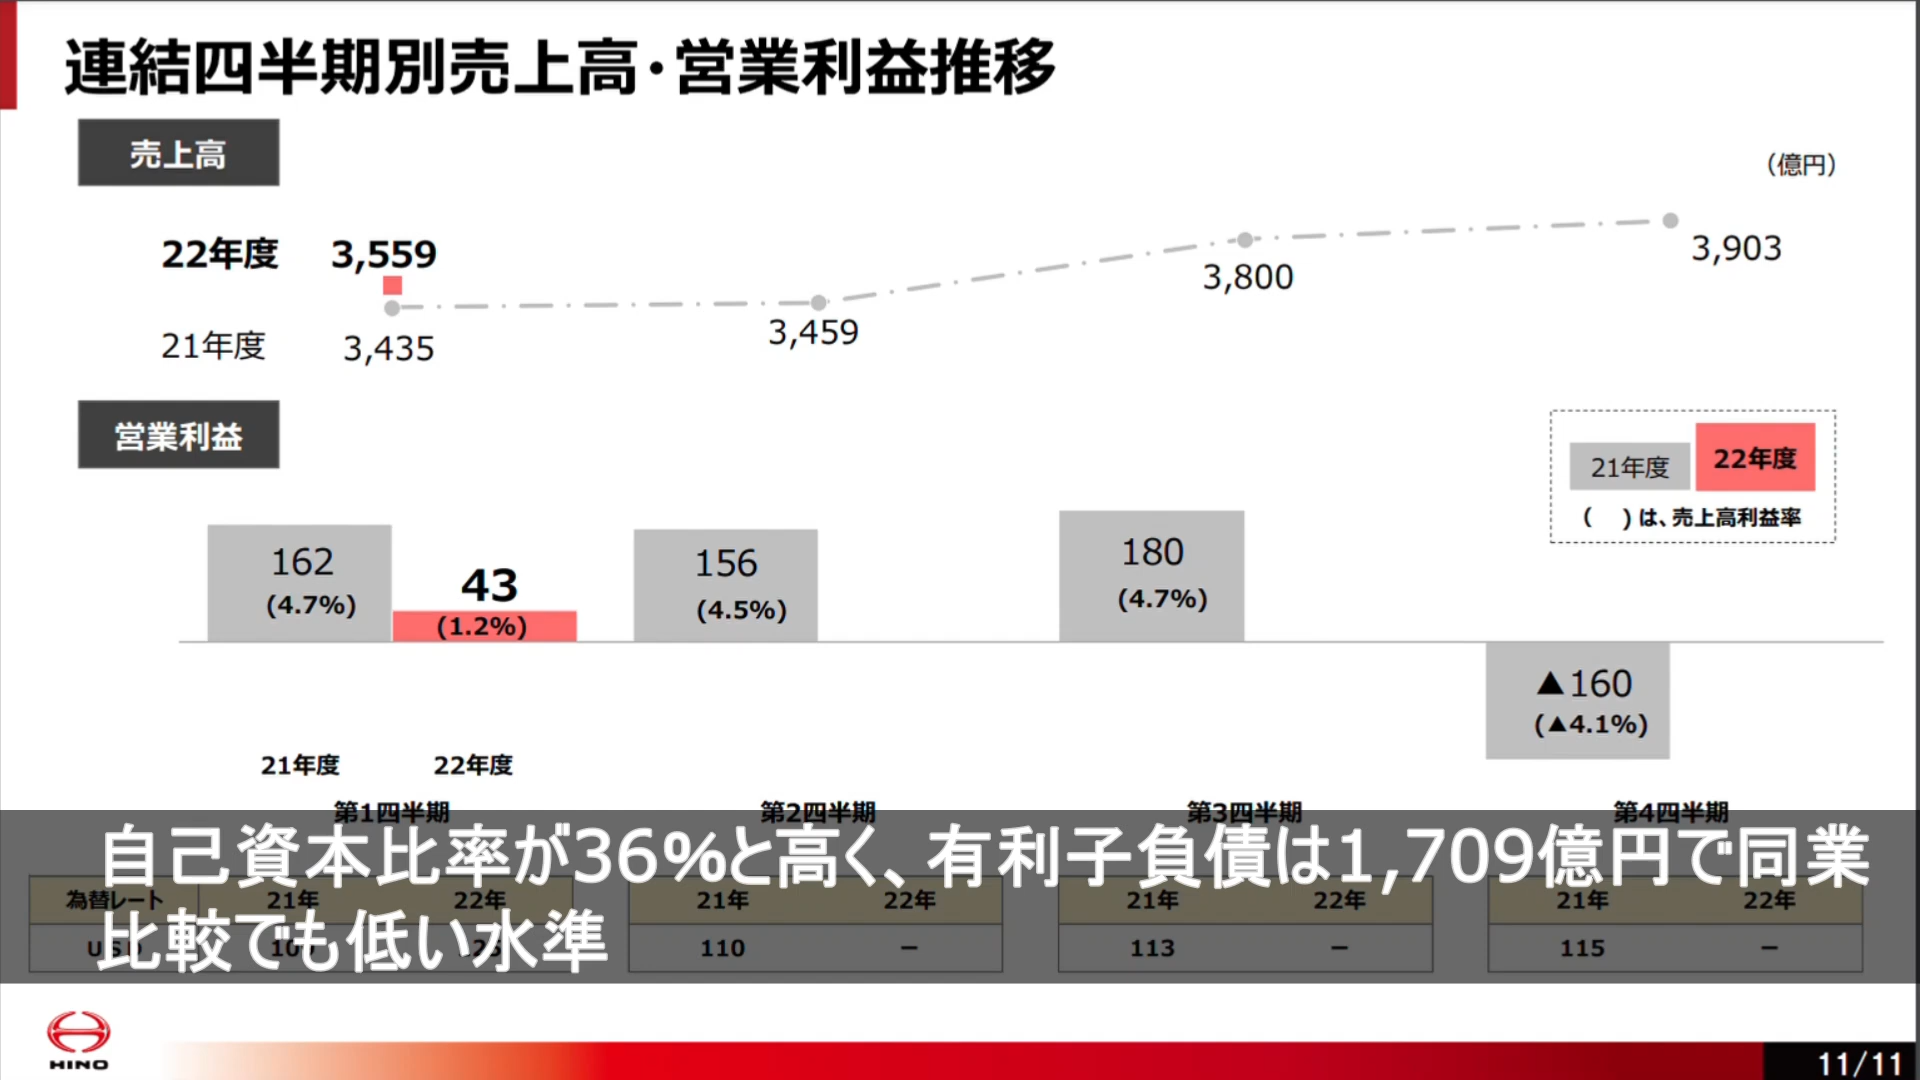 連結四半期別売上高・営業利益推移
売上高
（億円）
22年度 3,559
21年度 3,435
3,459
3,800
3,903
営業利益
21年度 22年度
( )は、売上高利益率
162
(4.7%)
43
(1.2%)
156
(4.5%)
180
(4.7%)
▲160
(▲4.1%)
21年度 22年度
第1四半期 第2四半期 第3四半期 第4四半期
自己資本比率が36%と高く、有利子負債は1,709億円で同業
比較でも低い水準
為替レート 21年 22年 21年 22年 21年 22年 21年 22年
110 － 113 － 115 －
HINO
11/11